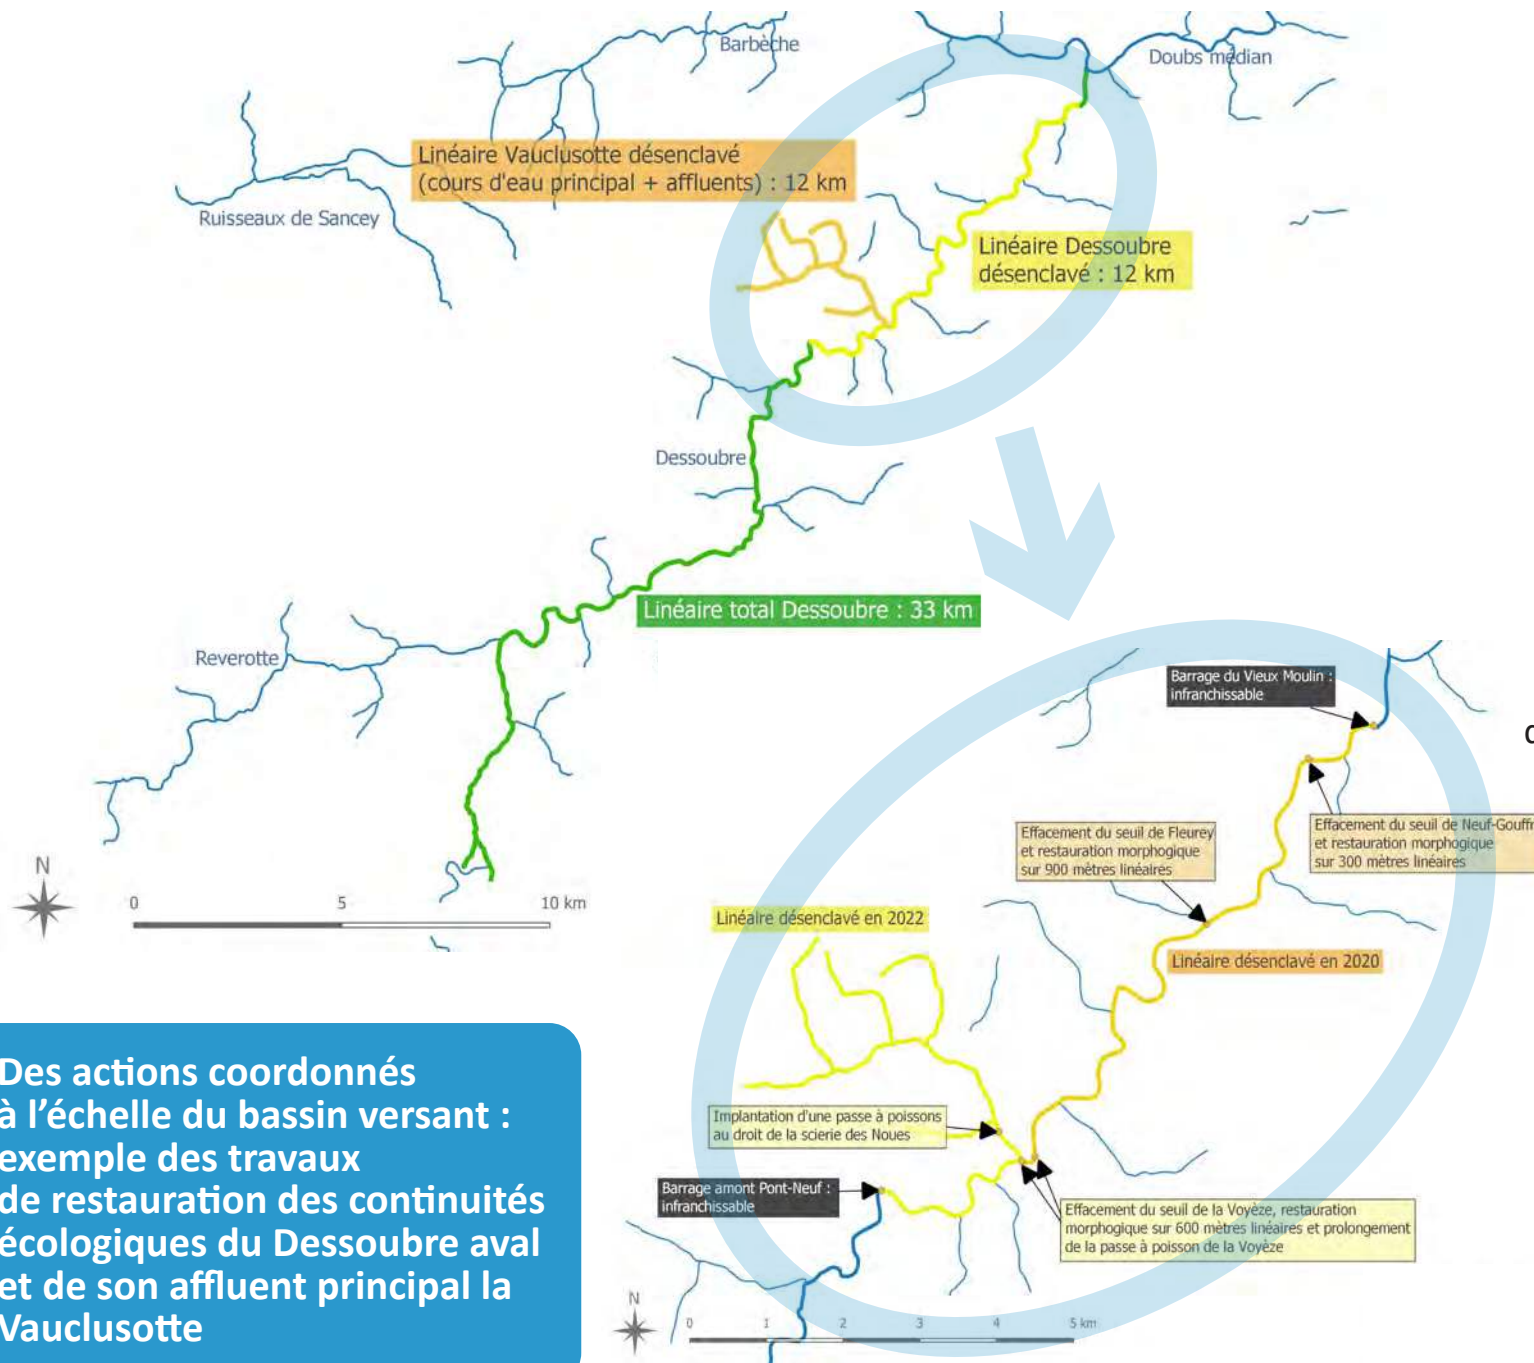 Barbèche
Doubs médian
Linéaire Vauclusotte désenclavé
(cours d'eau principal + affluents) : 12 km
Ruisseaux de Sancey
Linéaire Dessoubre
désenclavé : 12 km
Dessoubre
Linéaire total Dessoubre : 33 km
Reverotte
N
0 5 10 km
Barrage du Vieux Moulin :
infranchissable
Effacement du seuil de Fleurey
et restauration morphogique
sur 900 mètres linéaires
Effacement du seuil de Neuf-Gouffr
et restauration morphogique
sur 300 mètres linéaires
Linéaire désenclavé en 2022
Linéaire désenclavé en 2020
Implantation d'une passe à poissons
au droit de la scierie des Noues
Barrage amont Pont-Neuf :
infranchissable
Effacement du seuil de la Voyèze, restauration
morphogique sur 600 mètres linéaires et prolongement
de la passe à poisson de la Voyèze
N
0 1 2 3 4 5 km
Des actions coordonnés
à l'échelle du bassin versant :
exemple des travaux
de restauration des continuités
écologiques du Dessoubre aval
et de son affluent principal la
Vauclusotte